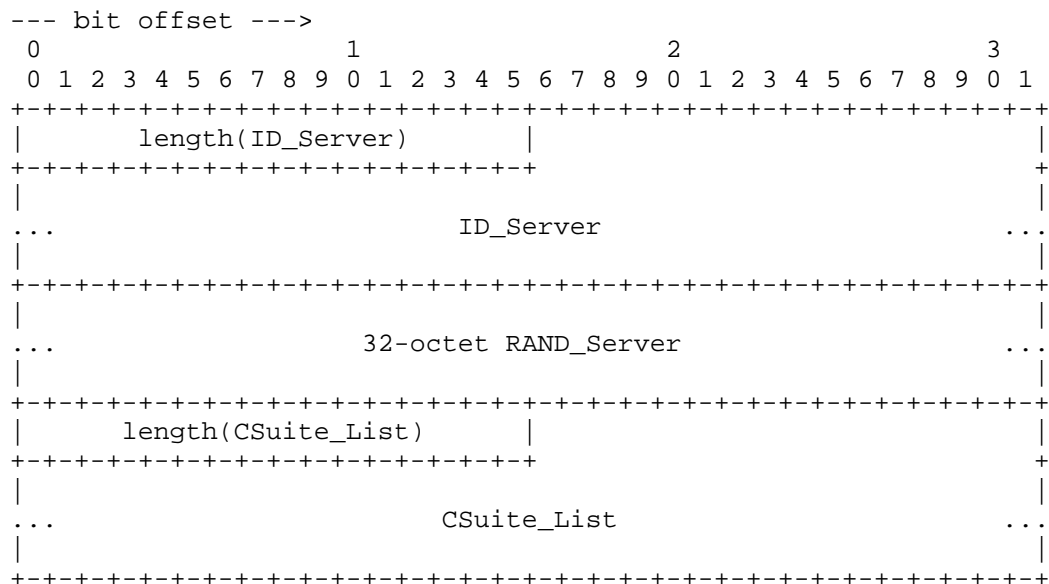 --- bit offset --->
 0                   1                   2                   3
 0 1 2 3 4 5 6 7 8 9 0 1 2 3 4 5 6 7 8 9 0 1 2 3 4 5 6 7 8 9 0 1
+-+-+-+-+-+-+-+-+-+-+-+-+-+-+-+-+-+-+-+-+-+-+-+-+-+-+-+-+-+-+-+-+
|       length(ID_Server)       |                               |
+-+-+-+-+-+-+-+-+-+-+-+-+-+-+-+-+                               +
|                                                               |
...                         ID_Server                         ...
|                                                               |
+-+-+-+-+-+-+-+-+-+-+-+-+-+-+-+-+-+-+-+-+-+-+-+-+-+-+-+-+-+-+-+-+
|                                                               |
...                   32-octet RAND_Server                    ...
|                                                               |
+-+-+-+-+-+-+-+-+-+-+-+-+-+-+-+-+-+-+-+-+-+-+-+-+-+-+-+-+-+-+-+-+
|      length(CSuite_List)      |                               |
+-+-+-+-+-+-+-+-+-+-+-+-+-+-+-+-+                               +
|                                                               |
...                        CSuite_List                        ...
|                                                               |
+-+-+-+-+-+-+-+-+-+-+-+-+-+-+-+-+-+-+-+-+-+-+-+-+-+-+-+-+-+-+-+-+